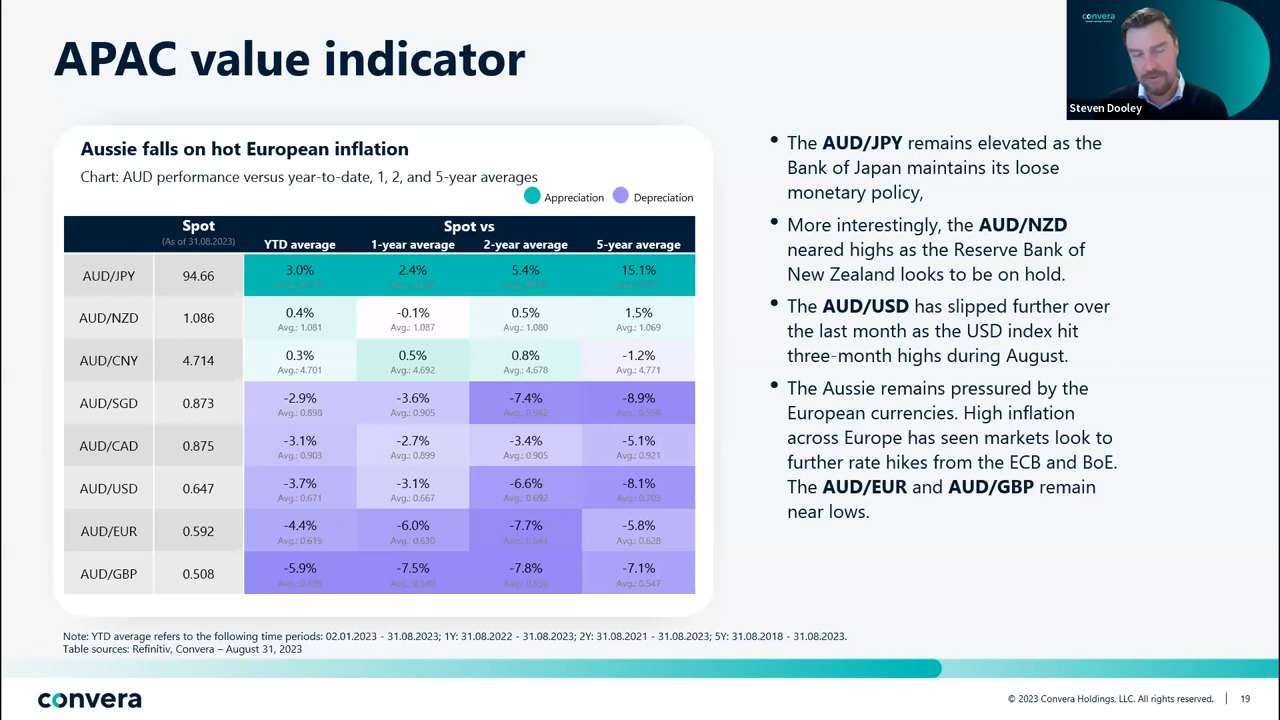 APAC value indicator
convera
Steven Dooley
Aussie falls on hot European inflation
Chart: AUD performance versus year-to-date, 1, 2, and 5-year averages
Appreciation Depreciation
Spot Spot vs
(As of 31.08.2023) YTD average 1-year average 2-year average 5-year average
AUD/JPY 94.66 3.0% 2.4% 5.4% 15.1%
AUD/NZD 1.086 0.4% -0.1% 0.5% 1.5%
Avg.: 1.081 Avg.: 1.087 Avg.: 1.080 Avg.: 1.069
AUD/CNY 4.714 0.3% 0.5% 0.8% -1.2%
Avg.: 4.701 Avg.: 4.692 Avg.: 4.678 Avg.: 4.771
AUD/SGD 0.873 -2.9% -3.6% -7.4% -8.9%
Avg.: 0.898 Avg.: 0.905 Avg.: 0.942
AUD/CAD 0.875 -3.1% -2.7% -3.4% -5.1%
Avg.: 0.903 Avg.: 0.899 Avg.: 0.905 Avg.: 0.921
AUD/USD 0.647 -3.7% -3.1% -6.6% -8.1%
Avg.: 0.671 Avg.: 0.667 Avg.: 0.692 Avg.: 0.703
AUD/EUR 0.592 -4.4% -6.0% -7.7% -5.8%
Avg.: 0.619 Avg.: 0.630 Avg.: Avg.: 0.628
AUD/GBP 0.508 -5.9% -7.5% -7.8% -7.1%
Avg.: Avg.: Avg.: Avg.: 0.547
Note: YTD average refers to the following time periods: 02.01.2023 - 31.08.2023; 1Y: 31.08.2022 - 31.08.2023; 2Y: 31.08.2021 - 31.08.2023; 5Y: 31.08.2018 - 31.08.2023.
Table sources: Refinitiv, Convera – August 31, 2023
• The AUD/JPY remains elevated as the
Bank of Japan maintains its loose
monetary policy,
• More interestingly, the AUD/NZD
neared highs as the Reserve Bank of
New Zealand looks to be on hold.
• The AUD/USD has slipped further over
the last month as the USD index hit
three-month highs during August.
• The Aussie remains pressured by the
European currencies. High inflation
across Europe has seen markets look to
further rate hikes from the ECB and BoE.
The AUD/EUR and AUD/GBP remain
near lows.
convera
© 2023 Convera Holdings, LLC. All rights reserved. | 19